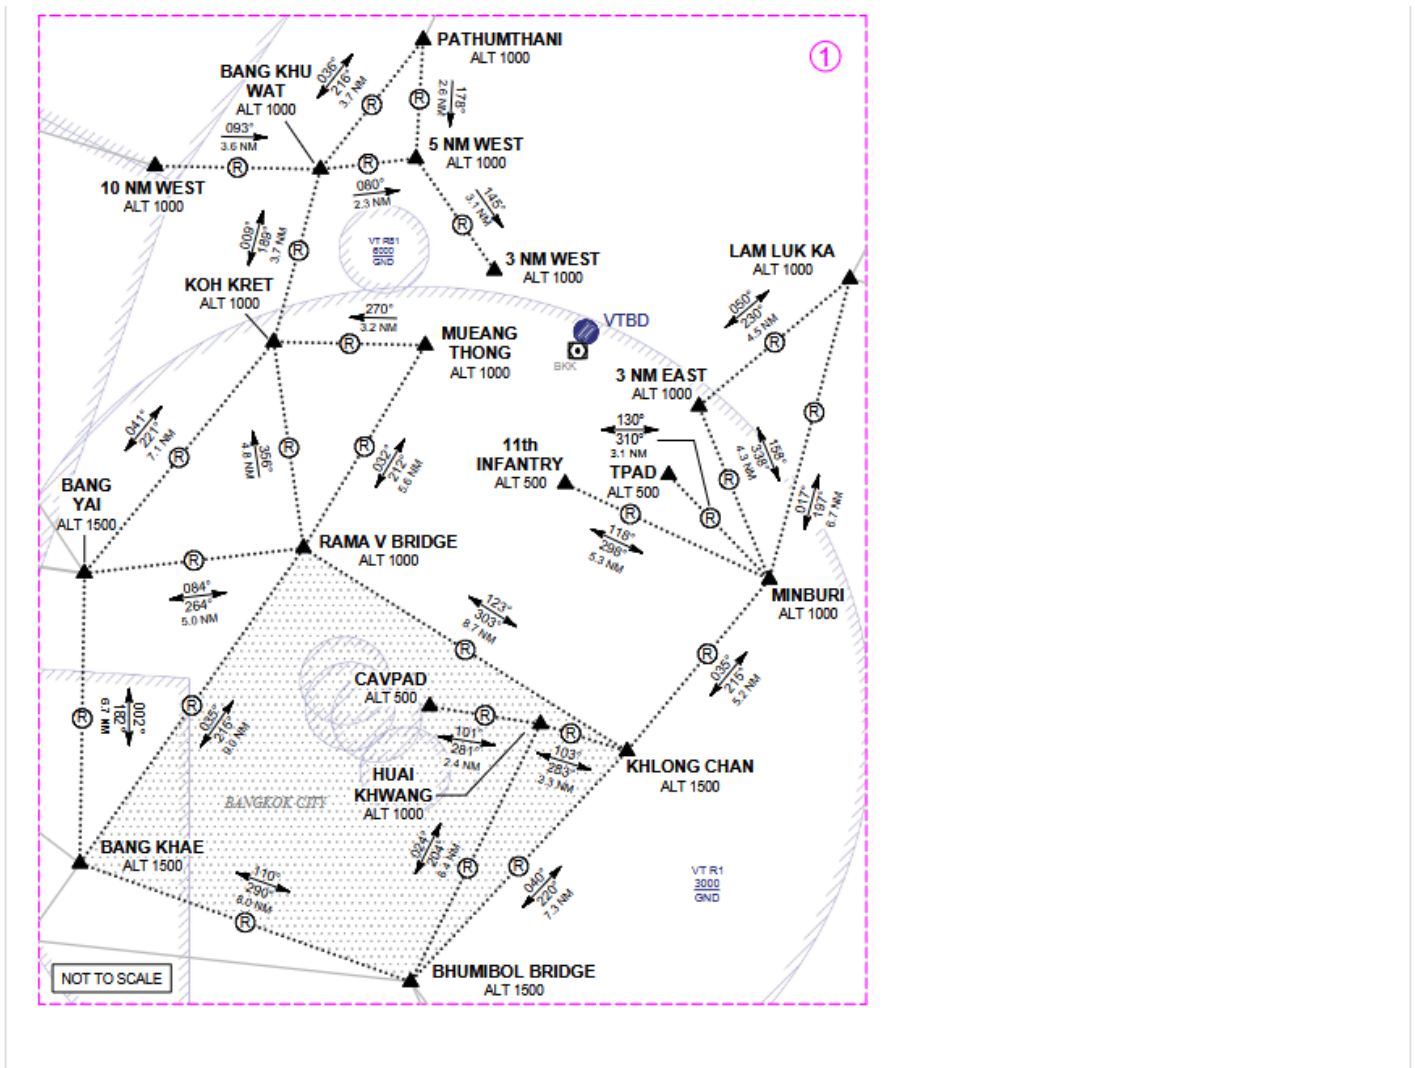 PATHUMTHANI
ALT 1000
1
BANG KHU
WAT
ALT 1000
036°
216°
3.7 NM
R
R
178°
2.6 NM
093°
3.6 NM
R
R
5 NM WEST
ALT 1000
10 NM WEST
ALT 1000
080°
2.3 NM
145°
3.1 NM
R
009°
189°
3.7 NM
R
VT R81
6000
GND
3 NM WEST
ALT 1000
LAM LUK KA
ALT 1000
KOH KRET
ALT 1000
270°
3.2 NM
R
MUEANG
THONG
ALT 1000
VTBD
BKK
050°
230°
4.5 NM
R
3 NM EAST
ALT 1000
041°
221°
7.1 NM
R
356°
4.8 NM
R
R
032°
212°
5.6 NM
130°
310°
3.1 NM
11th
INFANTRY
ALT 500
TPAD
ALT 500
158°
338°
4.3 NM
R
R
017°
197°
6.7 NM
BANG
YAI
ALT 1500
R
R
118°
298°
5.3 NM
RAMA V BRIDGE
ALT 1000
R
084°
264°
5.0 NM
MINBURI
ALT 1000
123°
303°
8.7 NM
R
R
035°
215°
5.2 NM
CAVPAD
ALT 500
R
R
101°
281°
2.4 NM
103°
283°
R
002°
182°
6.7 NM
R
035°
215°
9.0 NM
KHLONG CHAN
ALT 1500
HUAI
KHWANG
ALT 1000
BANGKOK CITY
BANG KHAE
ALT 1500
024°
204°
6.4 NM
R
R
040°
220°
7.3 NM
110°
290°
8.0 NM
R
VT R1
3000
GND
NOT TO SCALE
BHUMIBOL BRIDGE
ALT 1500